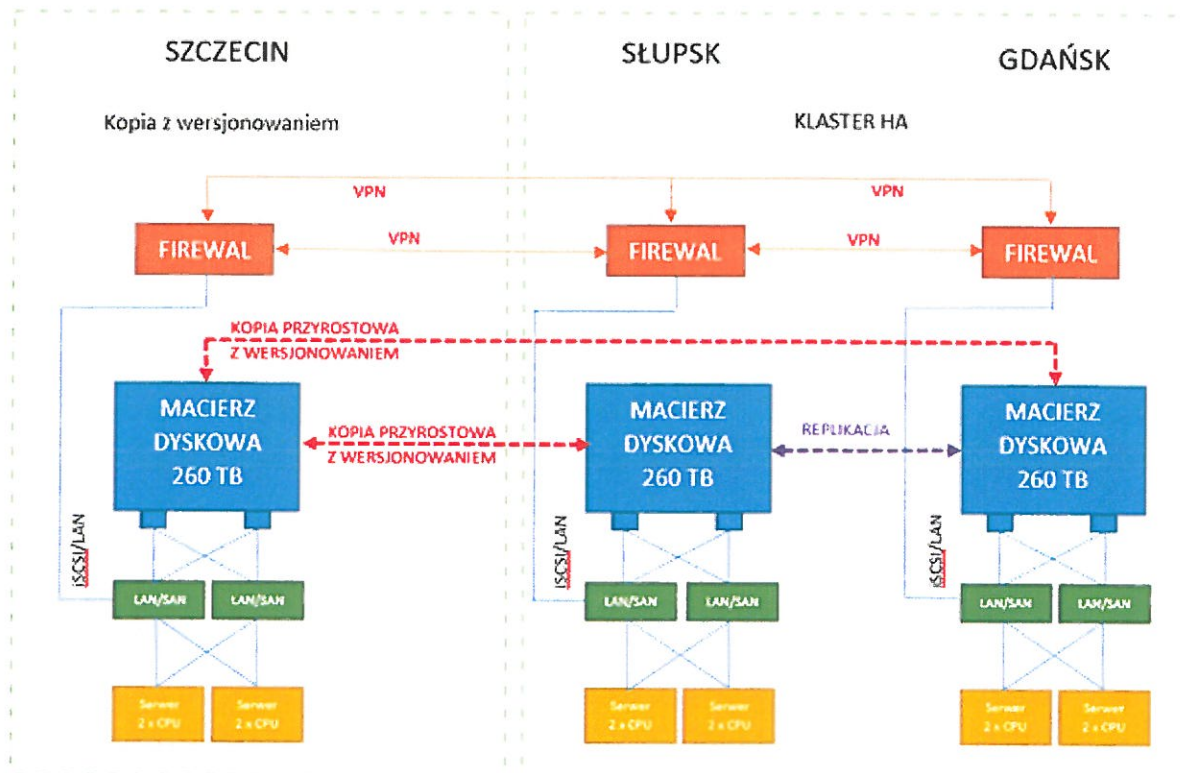 SZCZECIN
SŁUPSK
GDAŃSK
Kopia z wersjonowaniem
KLASTER HA
VPN
VPN
FIREWAL
VPN
FIREWAL
VPN
FIREWAL
KOPIA PRZYROSTOWA
Z WERSJONOWANIEM
MACIERZ
DYSKOWA
260 TB
KOPIA PRZYROSTOWA
Z WERSJONOWANIEM
MACIERZ
DYSKOWA
260 TB
REPLIKACJA
MACIERZ
DYSKOWA
260 TB
iSCSI/LAN
iSCSI/LAN
iSCSI/LAN
LAN/SAN
LAN/SAN
LAN/SAN
LAN/SAN
LAN/SAN
LAN/SAN
Serwer
2 x CPU
Serwer
2 x CPU
Serwer
2 x CPU
Serwer
2 x CPU
Serwer
2 x CPU
Serwer
2 x CPU